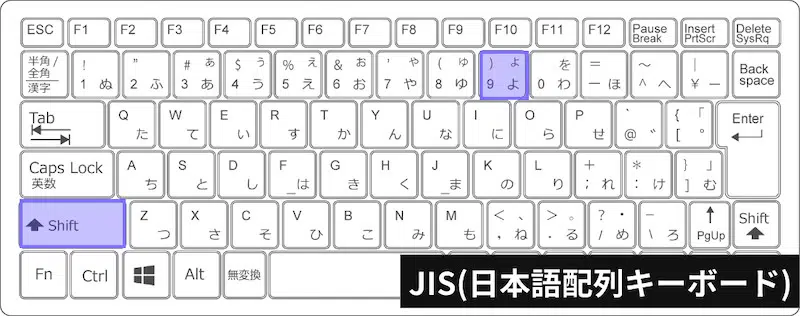 ESC F1 F2 F3 F4 F5 F6 F7 F8 F9 F10 F11 F12 Pause Break Insert PrtScr Delete SysRq
半角/全角 漢字 ! 1 ぬ " 2 ふ # ぁ 3 あ $ ぅ 4 う % ぇ 5 え & ぉ 6 お ' ゃ 7 や ( ゅ 8 ゆ ) ょ 9 よ を 0 わ = - ほ ~ ^ へ | ¥ ー Back space
Tab Q た W て E い R す T か Y ん U な I に O ら P せ ` @ ゛ { 「 [ ゜ Enter
Caps Lock 英数 A ち S と D し F_ は G き H く J_ ま K の L り + ; れ * : け } 」 ] む
Shift Z つ X さ C そ V ひ B こ N み M も < 、 , ね > 。 . る ? ・ / め _ \ ろ PgUp Shift
Fn Ctrl Alt 無変換
JIS(日本語配列キーボード)